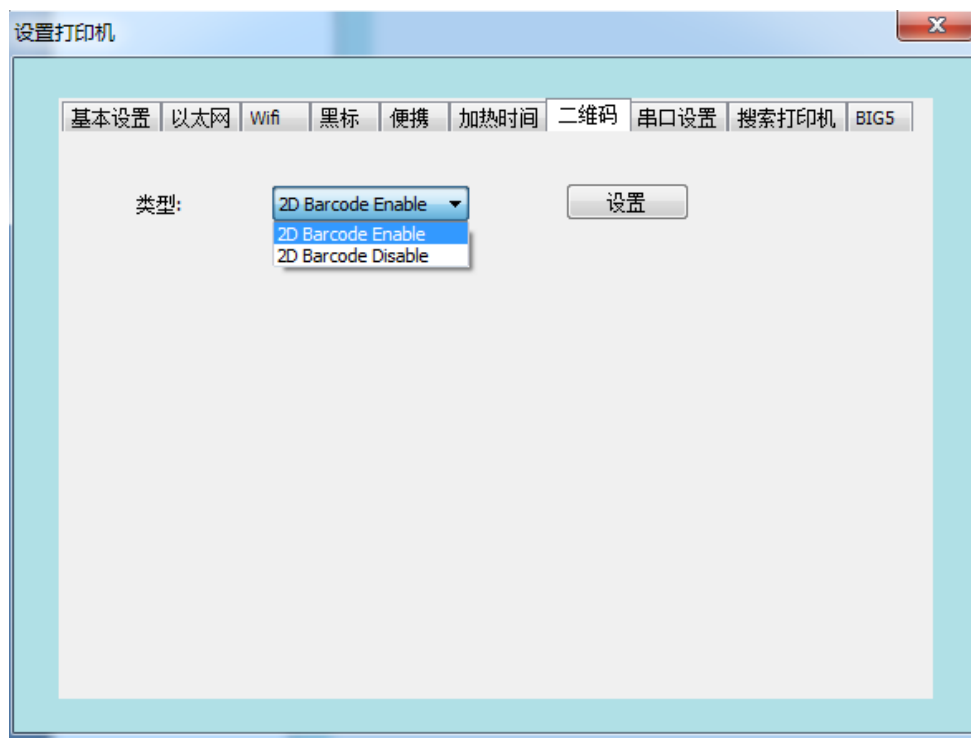 设置打印机
基本设置 以太网 Wifi 黑标 便携 加热时间 二维码 串口设置 搜索打印机 BIG5
类型: 2D Barcode Enable 设置
2D Barcode Enable
2D Barcode Disable